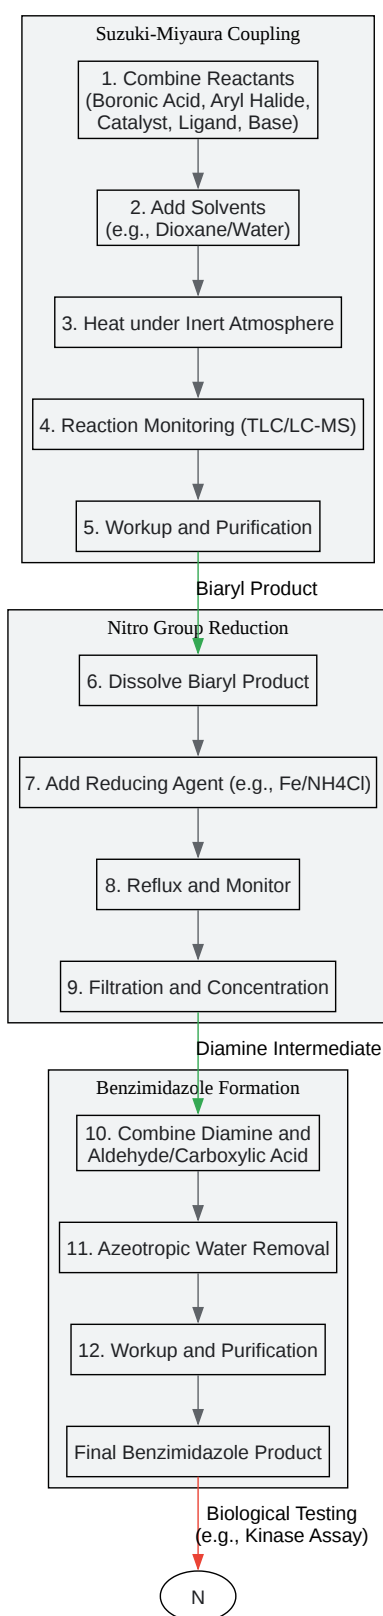 Suzuki-Miyaura Coupling
1. Combine Reactants
(Boronic Acid, Aryl Halide,
Catalyst, Ligand, Base)
2. Add Solvents
(e.g., Dioxane/Water)
3. Heat under Inert Atmosphere
4. Reaction Monitoring (TLC/LC-MS)
5. Workup and Purification
Biaryl Product
Nitro Group Reduction
6. Dissolve Biaryl Product
7. Add Reducing Agent (e.g., Fe/NH4Cl)
8. Reflux and Monitor
9. Filtration and Concentration
Diamine Intermediate
Benzimidazole Formation
10. Combine Diamine and
Aldehyde/Carboxylic Acid
11. Azeotropic Water Removal
12. Workup and Purification
Final Benzimidazole Product
Biological Testing
(e.g., Kinase Assay)
N